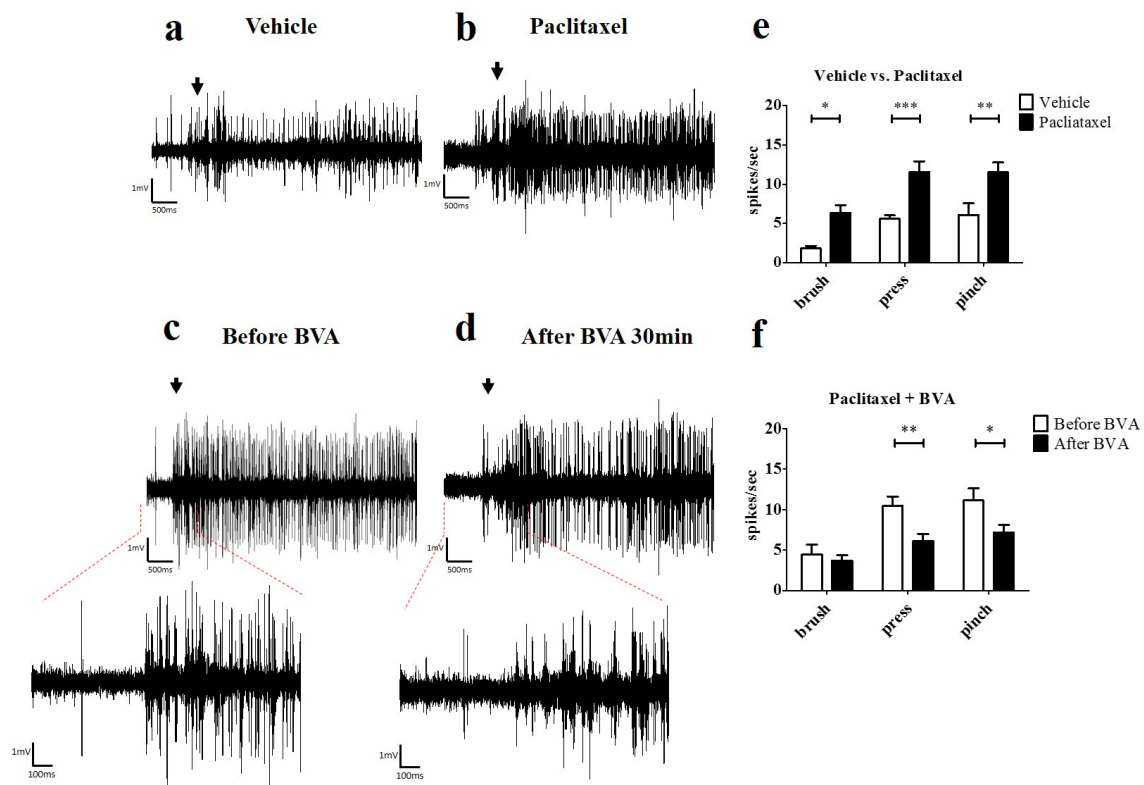 a
Vehicle
1mV
500ms
b
Paclitaxel
1mV
500ms
e
Vehicle vs. Paclitaxel
Vehicle
Pacliataxel
spikes/sec
20
15
10
5
0
*
***
**
brush
press
pinch
c
Before BVA
1mV
500ms
1mV
100ms
d
After BVA 30min
1mV
500ms
1mV
100ms
f
Paclitaxel + BVA
Before BVA
After BVA
spikes/sec
20
15
10
5
0
**
*
brush
press
pinch